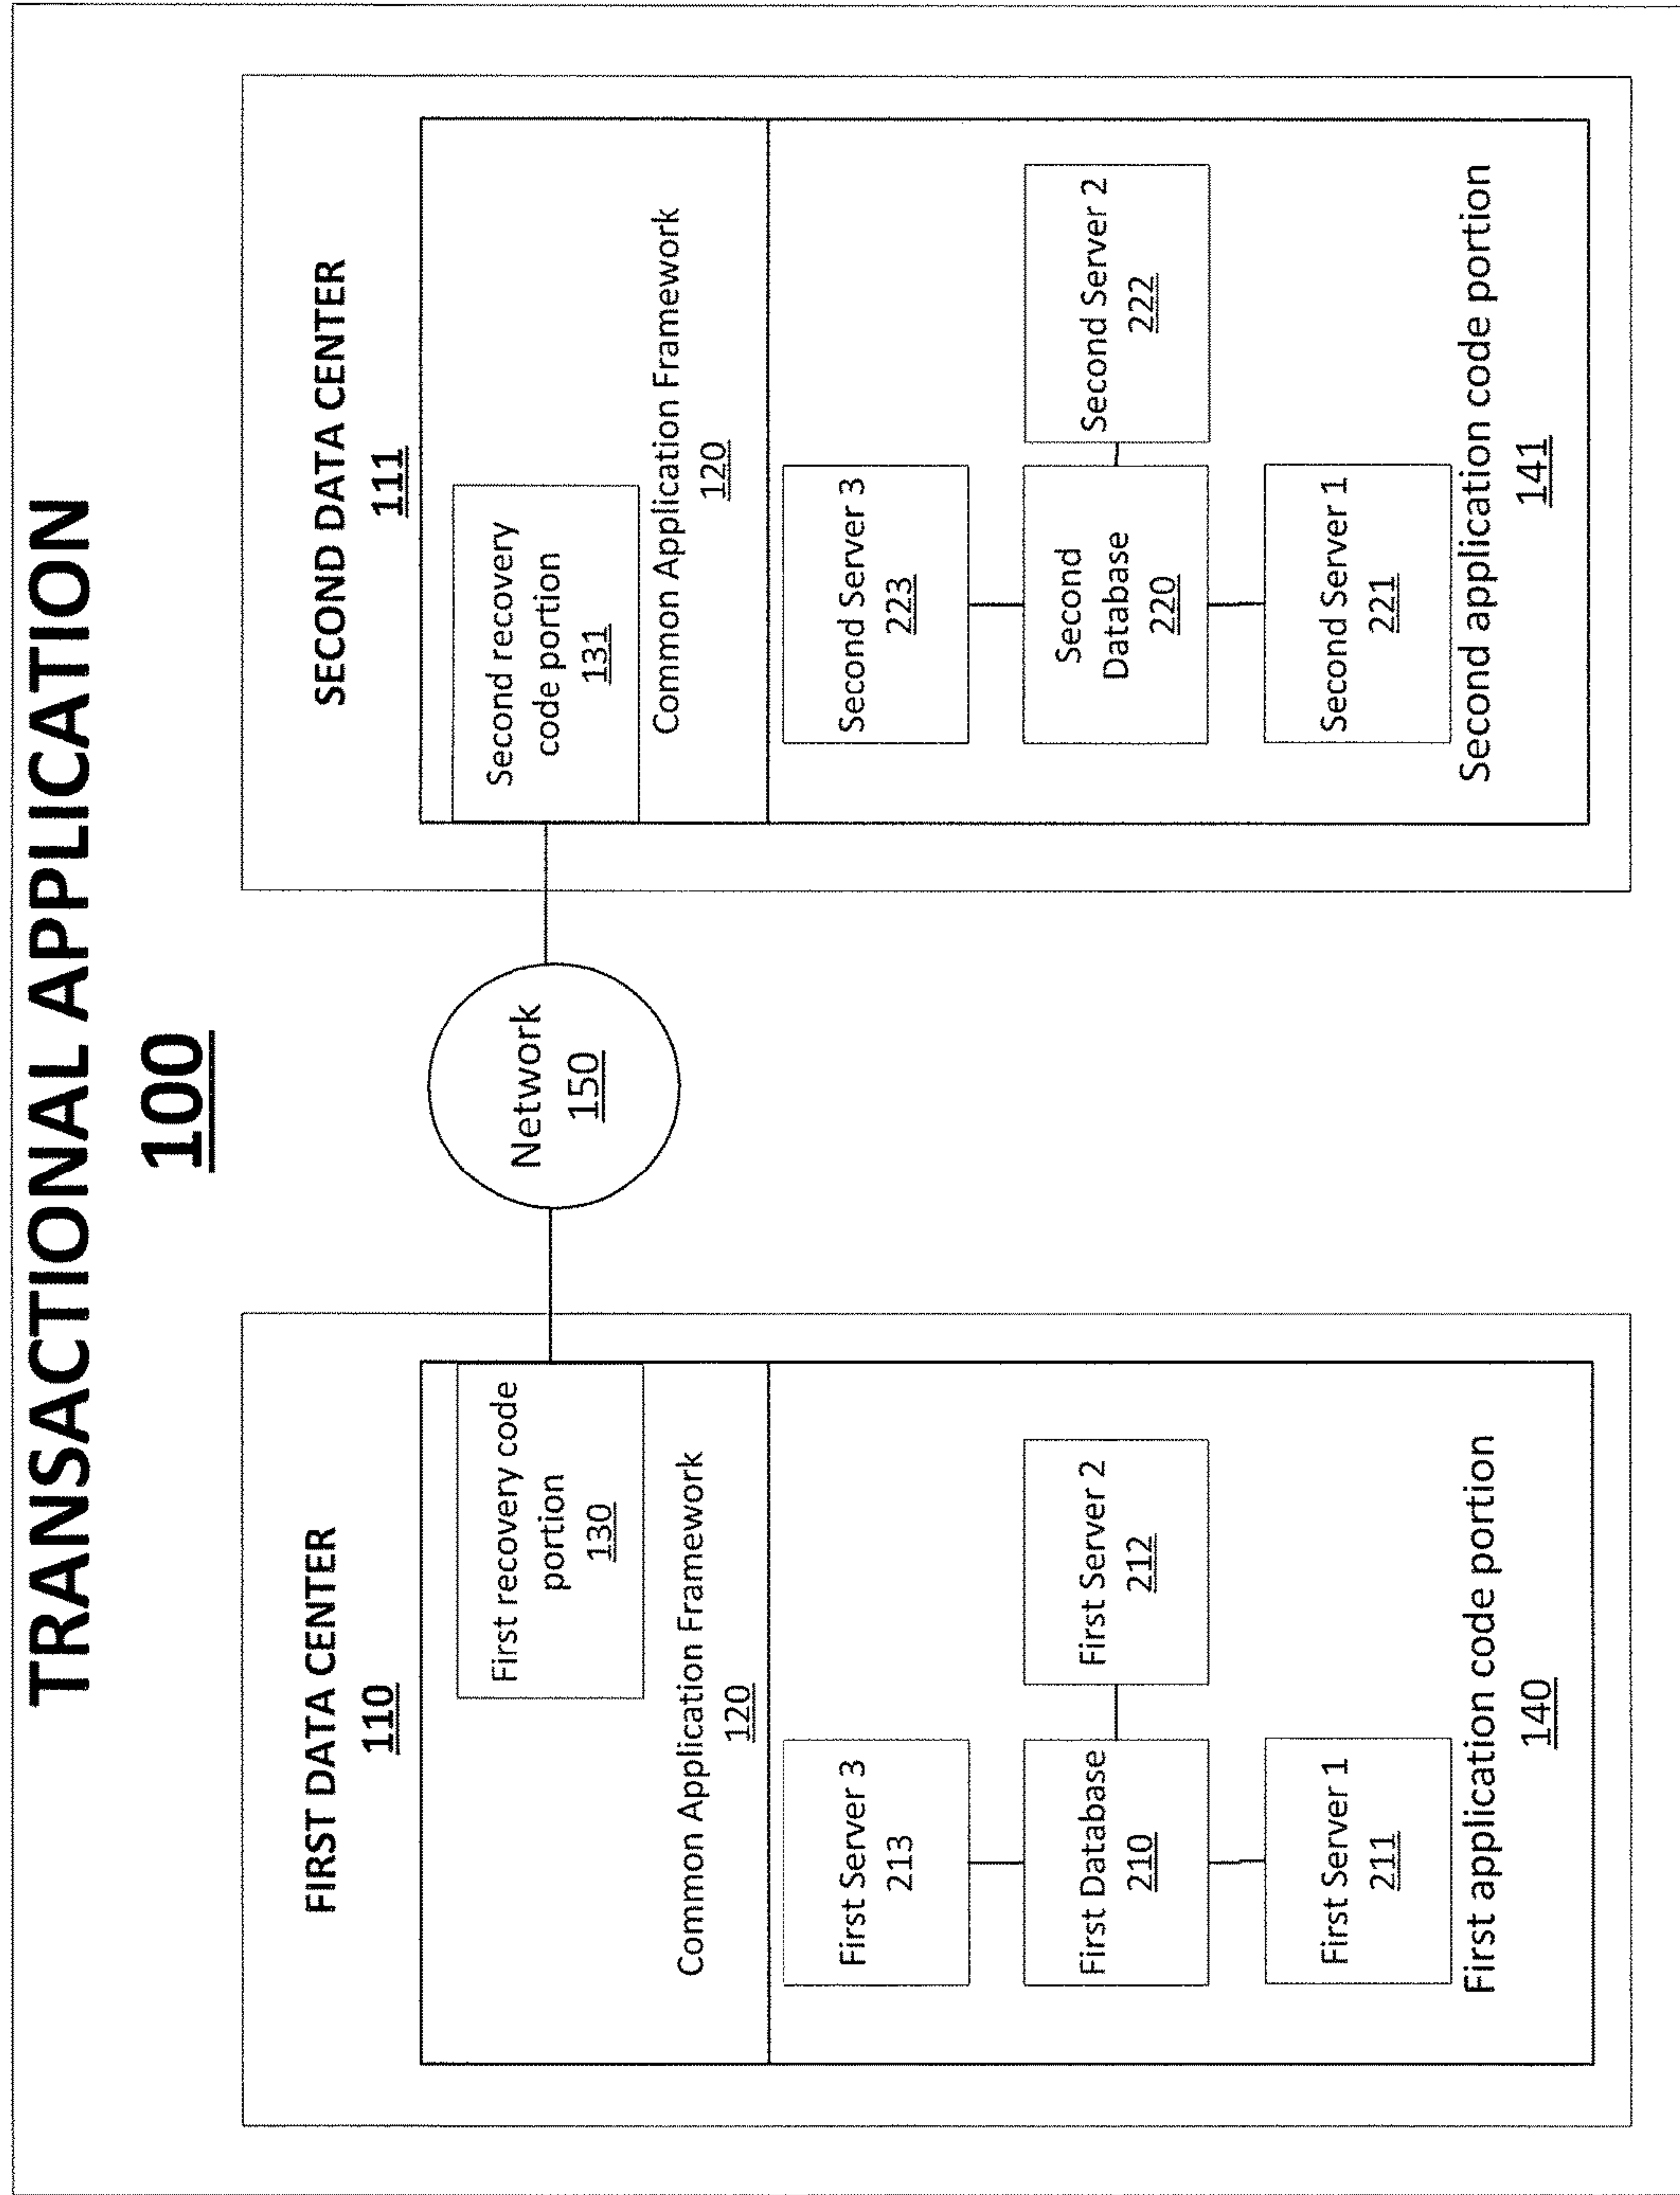 TRANSACTIONAL APPLICATION
100
FIRST DATA CENTER
110
First recovery code
portion
130
Common Application Framework
120
First Server 3
213
First Database
210
First Server 2
212
First Server 1
211
First application code portion
140
Network
150
SECOND DATA CENTER
111
Second recovery
code portion
131
Common Application Framework
120
Second Server 3
223
Second
Database
220
Second Server 2
222
Second Server 1
221
Second application code portion
141